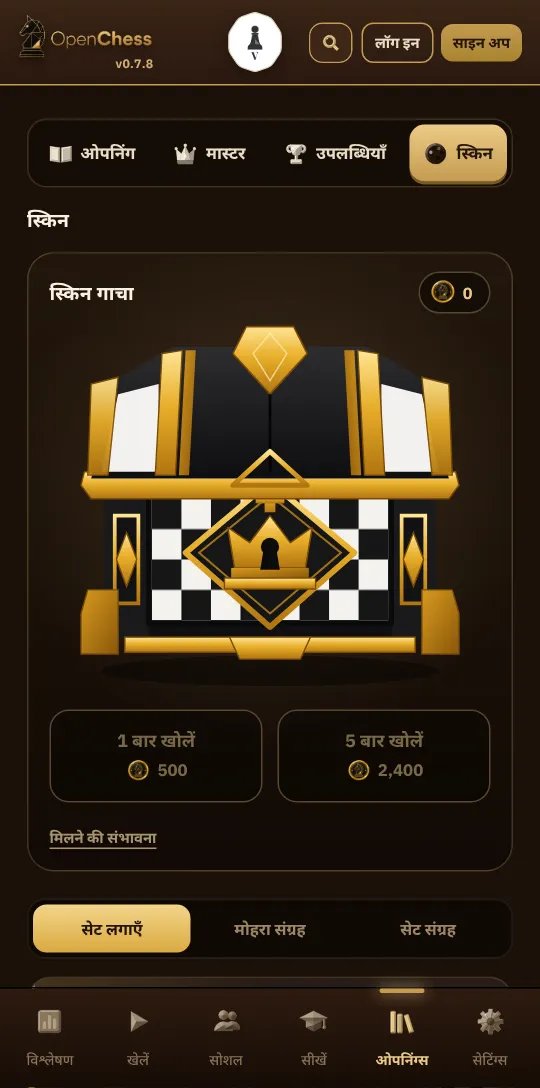 OpenChess
v0.7.8
V
लॉग इन
साइन अप
ओपनिंग
मास्टर
उपलब्धियाँ
स्किन
स्किन
स्किन गाचा
0
1 बार खोलें
500
5 बार खोलें
2,400
मिलने की संभावना
सेट लगाएँ
मोहरा संग्रह
सेट संग्रह
विश्लेषण
खेलें
सोशल
सीखें
ओपनिंग्स
सेटिंग्स